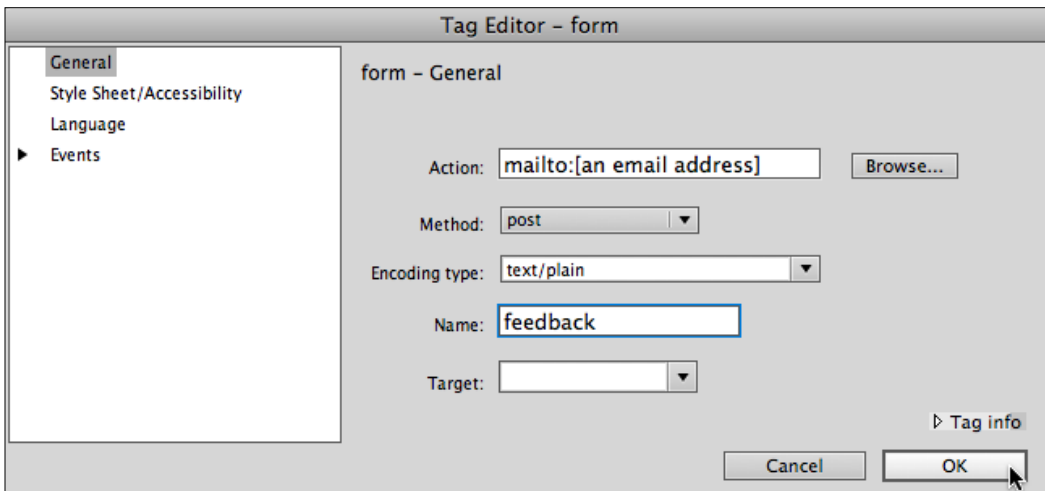 Tag Editor – form
General
Style Sheet/Accessibility
Language
Events
form – General
Action: mailto:[an email address] Browse...
Method: post
Encoding type: text/plain
Name: feedback
Target:
Tag info
Cancel OK